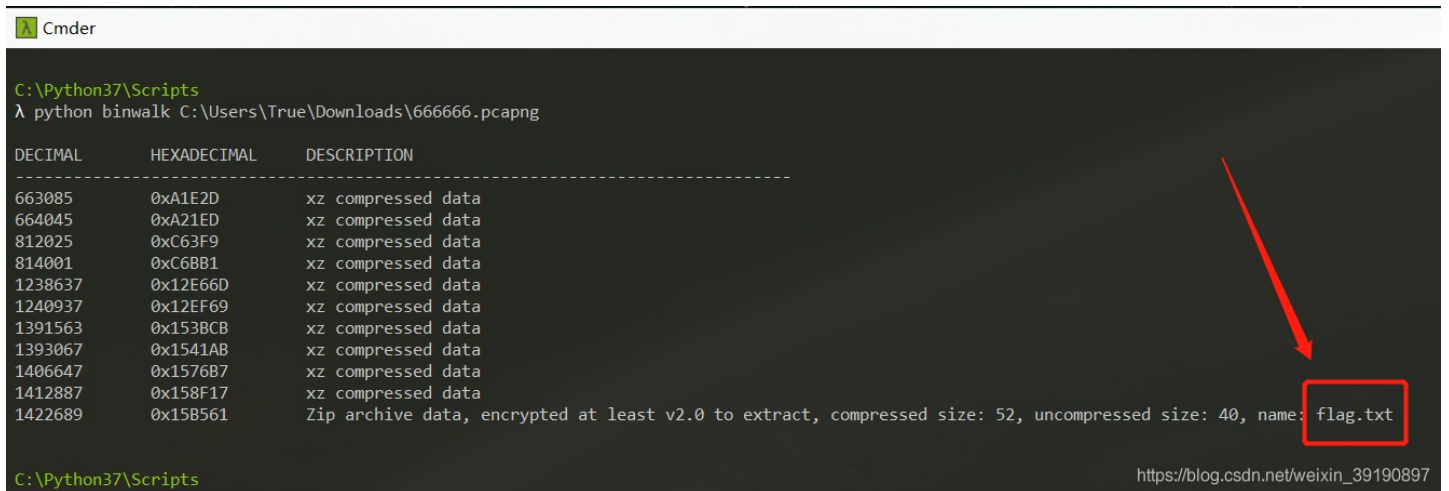 λ Cmder
C:\Python37\Scripts
λ python binwalk C:\Users\True\Downloads\666666.pcapng
DECIMAL HEXADECIMAL DESCRIPTION
--------------------------------------------------------------------------------
663085 0xA1E2D xz compressed data
664045 0xA21ED xz compressed data
812025 0xC63F9 xz compressed data
814001 0xC6BB1 xz compressed data
1238637 0x12E66D xz compressed data
1240937 0x12EF69 xz compressed data
1391563 0x153BCB xz compressed data
1393067 0x1541AB xz compressed data
1406647 0x1576B7 xz compressed data
1412887 0x158F17 xz compressed data
1422689 0x15B561 Zip archive data, encrypted at least v2.0 to extract, compressed size: 52, uncompressed size: 40, name: flag.txt
C:\Python37\Scripts
https://blog.csdn.net/weixin_39190897